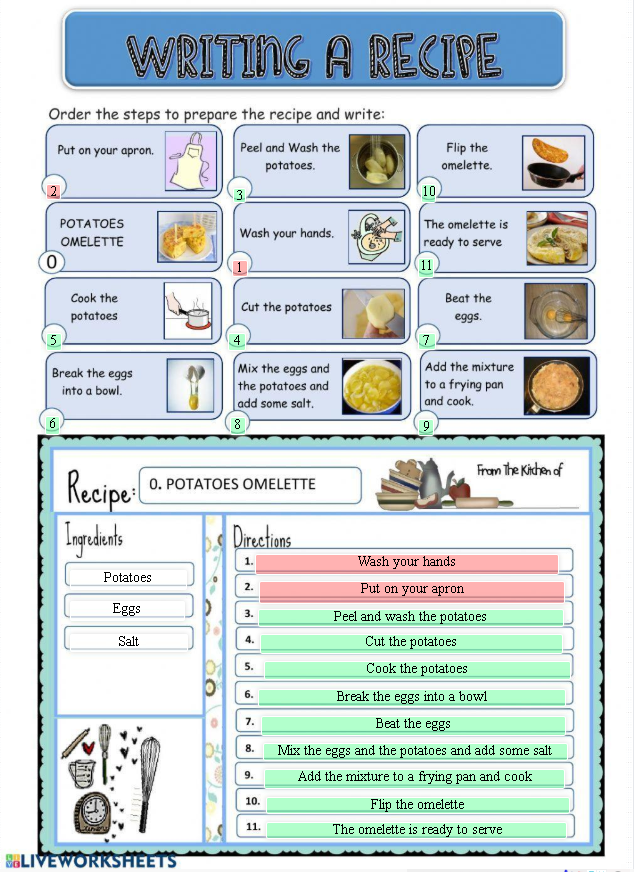 WRITING A RECIPE
Order the steps to prepare the recipe and write:
Put on your apron.
2
Peel and Wash the
potatoes.
3
Flip the
omelette.
10
POTATOES
OMELETTE
0
Wash your hands.
1
The omelette is
ready to serve
11
Cook the
potatoes
5
Cut the potatoes
4
Beat the
eggs.
7
Break the eggs
into a bowl.
6
Mix the eggs and
the potatoes and
add some salt.
8
Add the mixture
to a frying pan
and cook.
9
Recipe:
0. POTATOES OMELETTE
From The Kitchen of
Ingredients
Potatoes
Eggs
Salt
Directions
1. Wash your hands
2. Put on your apron
3. Peel and wash the potatoes
4. Cut the potatoes
5. Cook the potatoes
6. Break the eggs into a bowl
7. Beat the eggs
8. Mix the eggs and the potatoes and add some salt
9. Add the mixture to a frying pan and cook
10. Flip the omelette
11. The omelette is ready to serve
LIVE LIVEWORKSHEETS